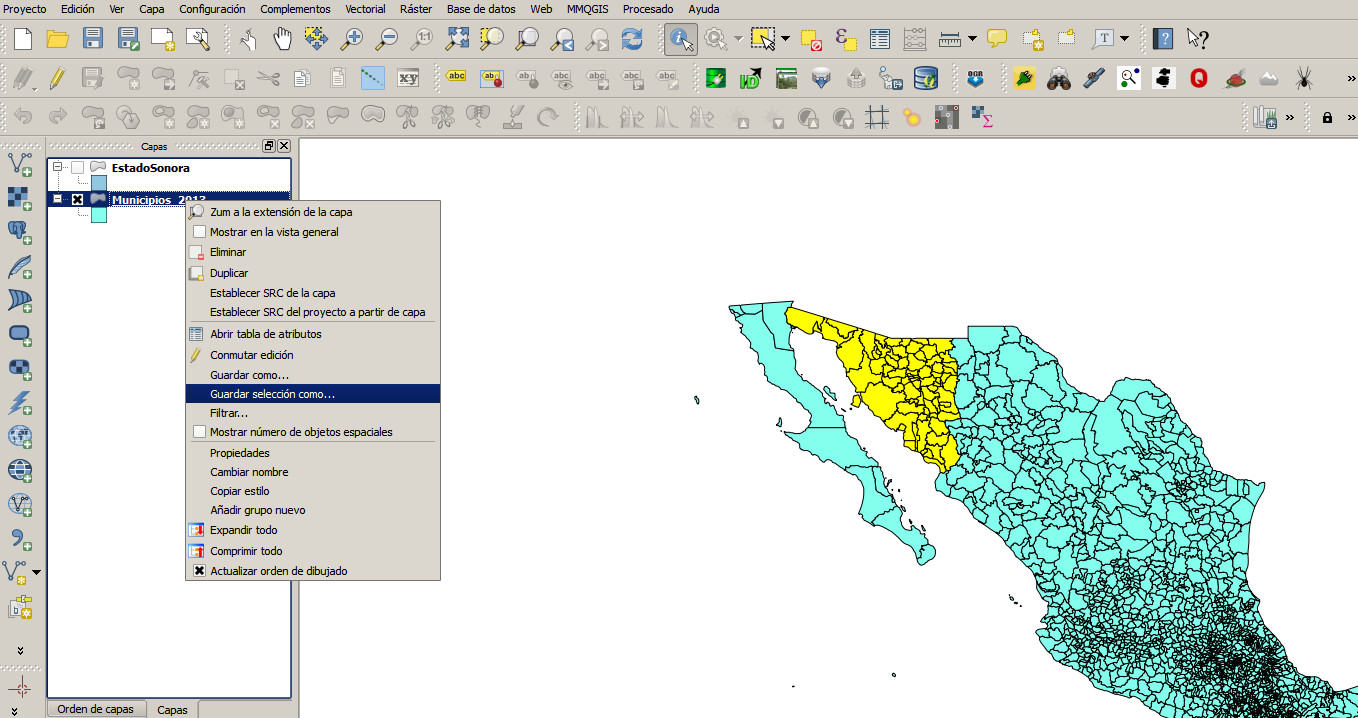 Proyecto Edición Ver Capa Configuración Complementos Vectorial Ráster Base de datos Web MMQGIS Procesado Ayuda
Capas
EstadoSonora
Municipios_2013
Zum a la extensión de la capa
Mostrar en la vista general
Eliminar
Duplicar
Establecer SRC de la capa
Establecer SRC del proyecto a partir de capa
Abrir tabla de atributos
Conmutar edición
Guardar como...
Guardar selección como...
Filtrar...
Mostrar número de objetos espaciales
Propiedades
Cambiar nombre
Copiar estilo
Añadir grupo nuevo
Expandir todo
Comprimir todo
Actualizar orden de dibujado
Orden de capas Capas